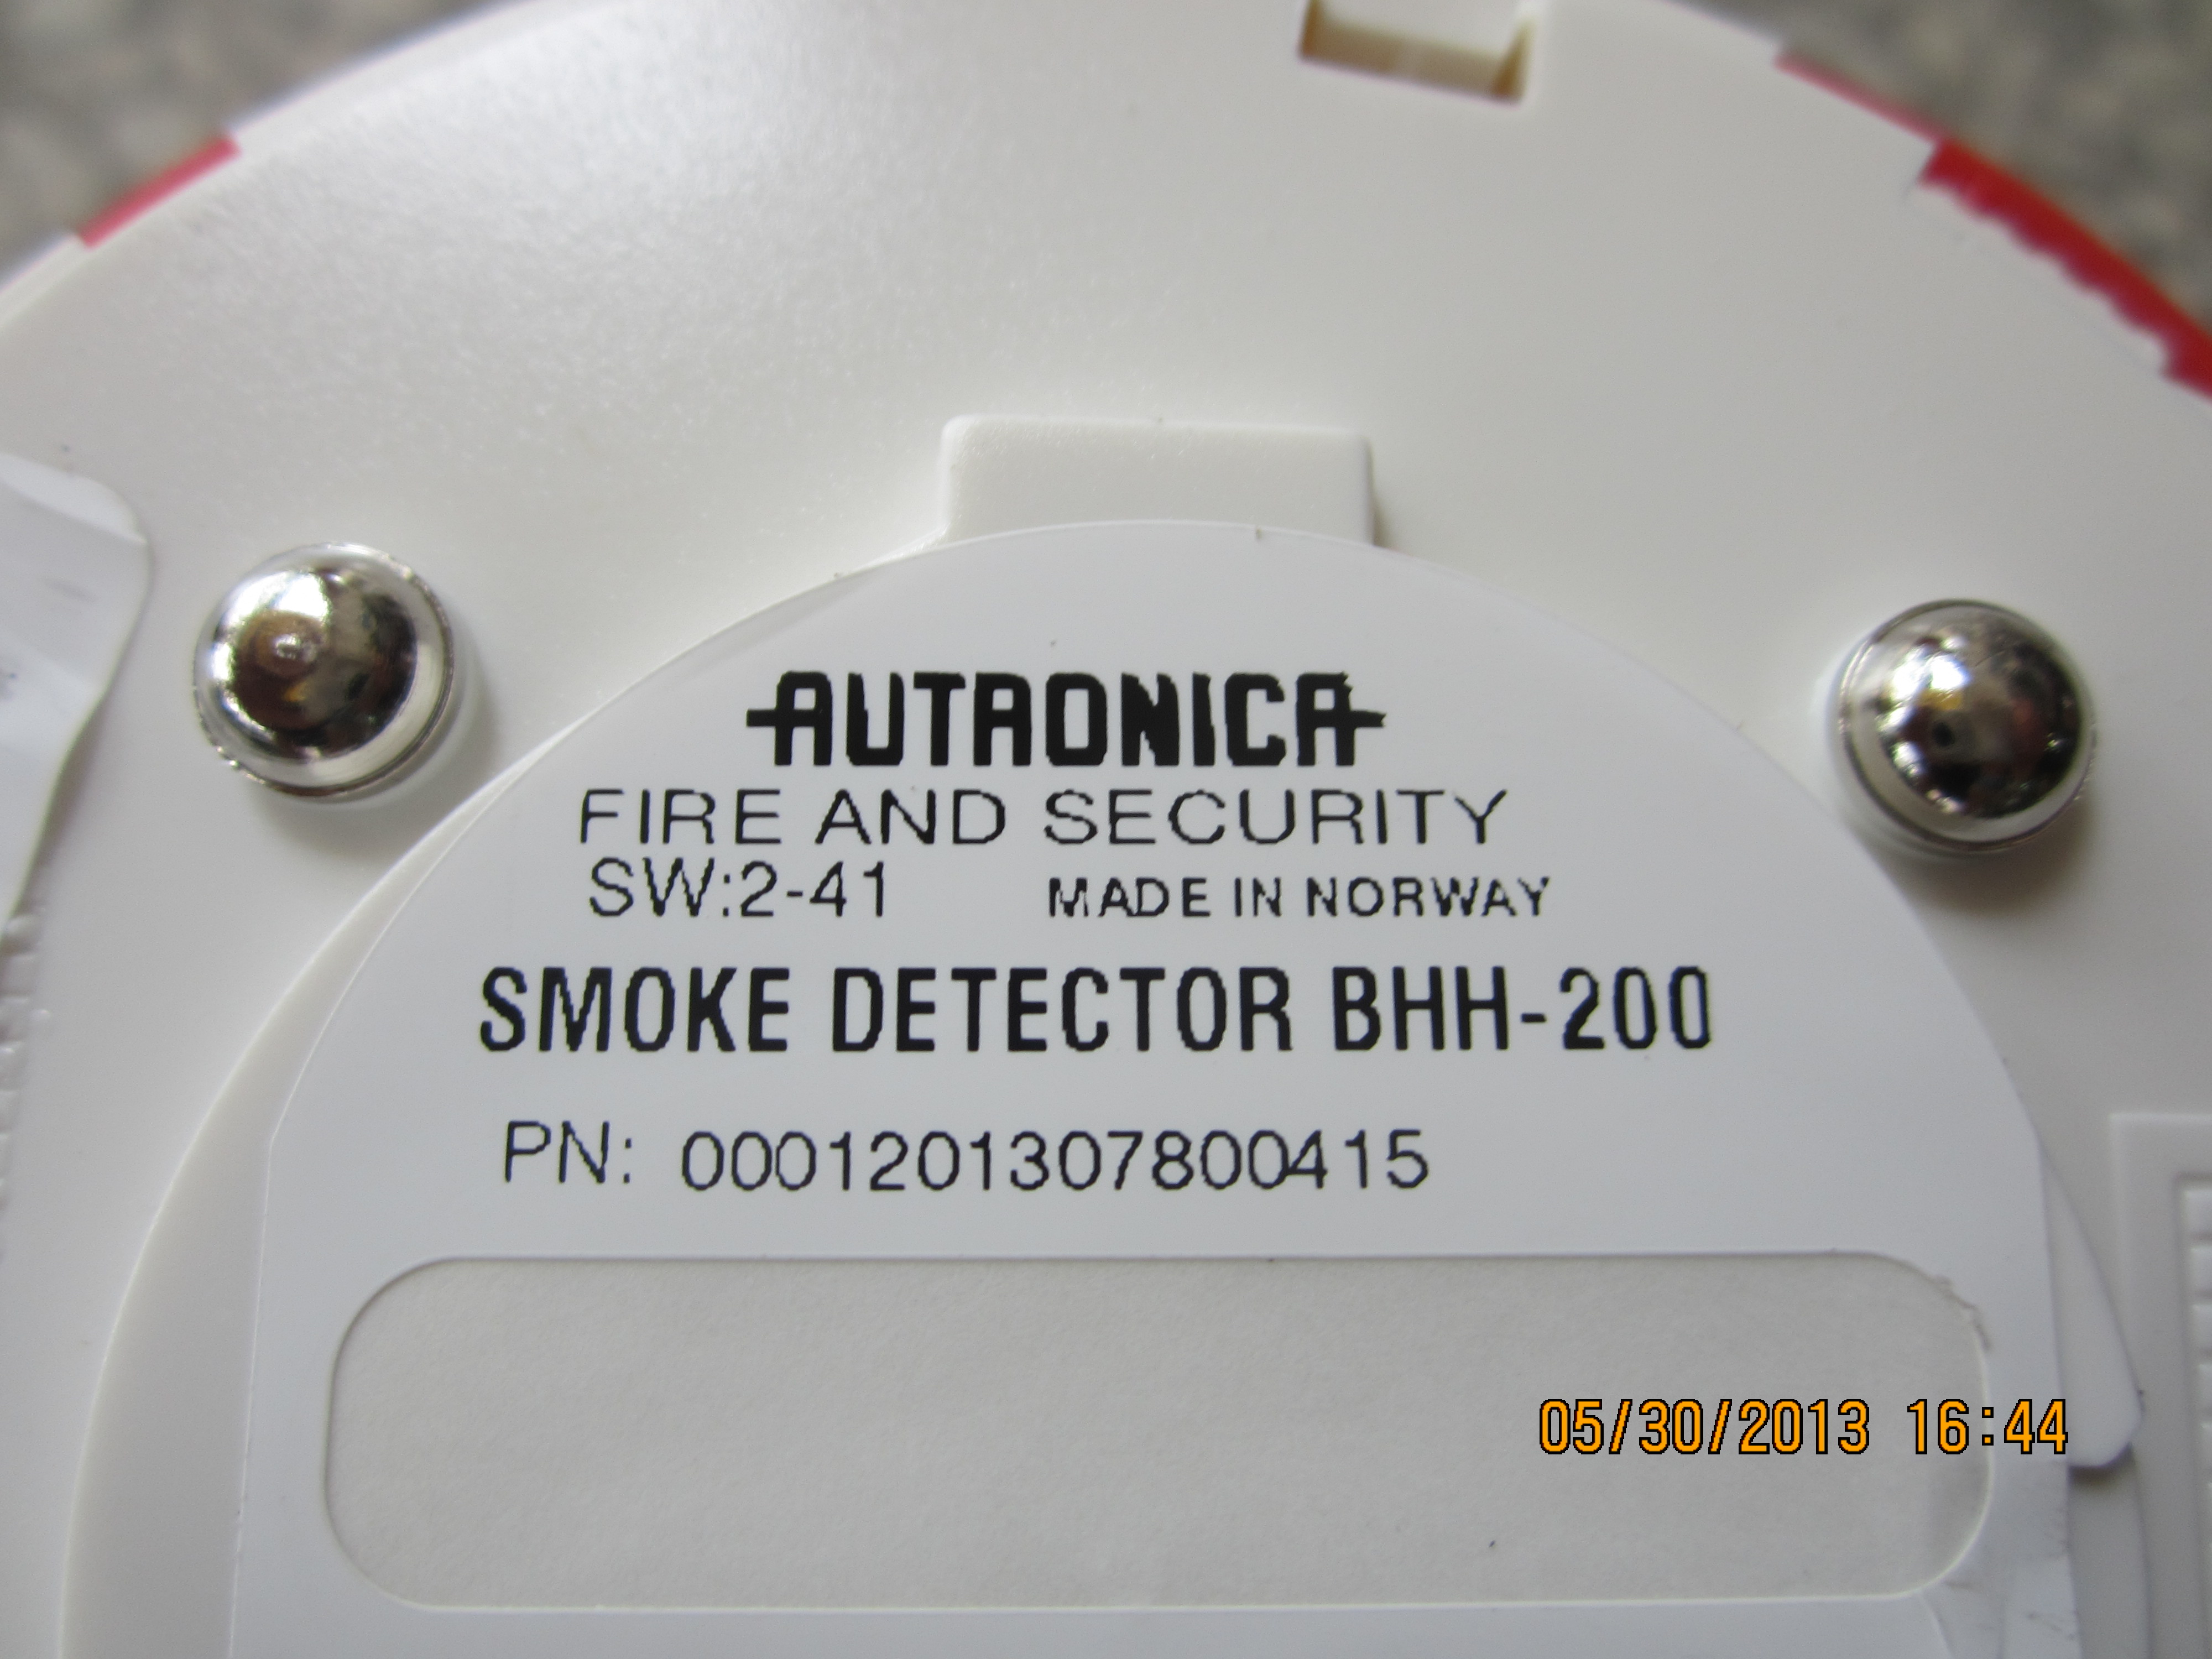 AUTRONICA
FIRE AND SECURITY
SW:2-41 MADE IN NORWAY
SMOKE DETECTOR BHH-200
PN: 0001201307800415
05/30/2013 16:44